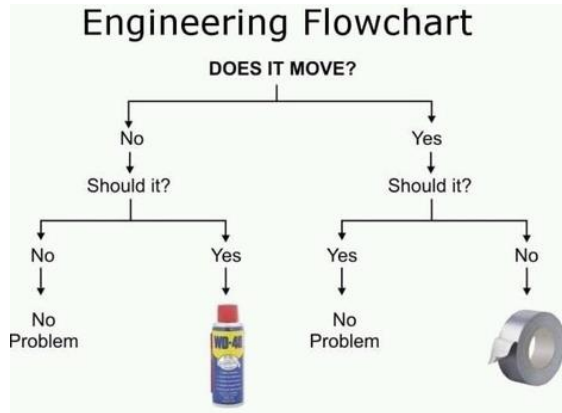 Engineering Flowchart
DOES IT MOVE?
No
Yes
Should it?
Should it?
No
Yes
Yes
No
No
Problem
No
Problem
WD-40